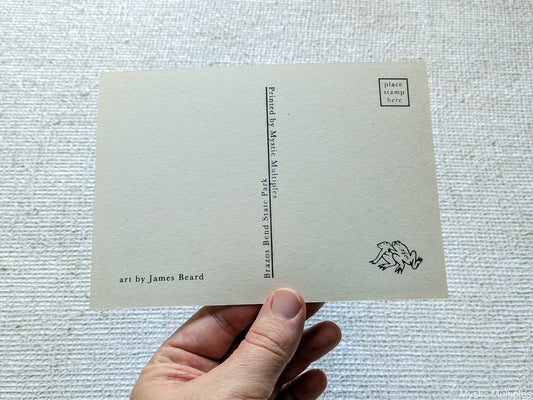 place
stamp
here
Printed by Mystic Multiples
Brazos Bend State Park
art by James Beard
© Mystic Multiples